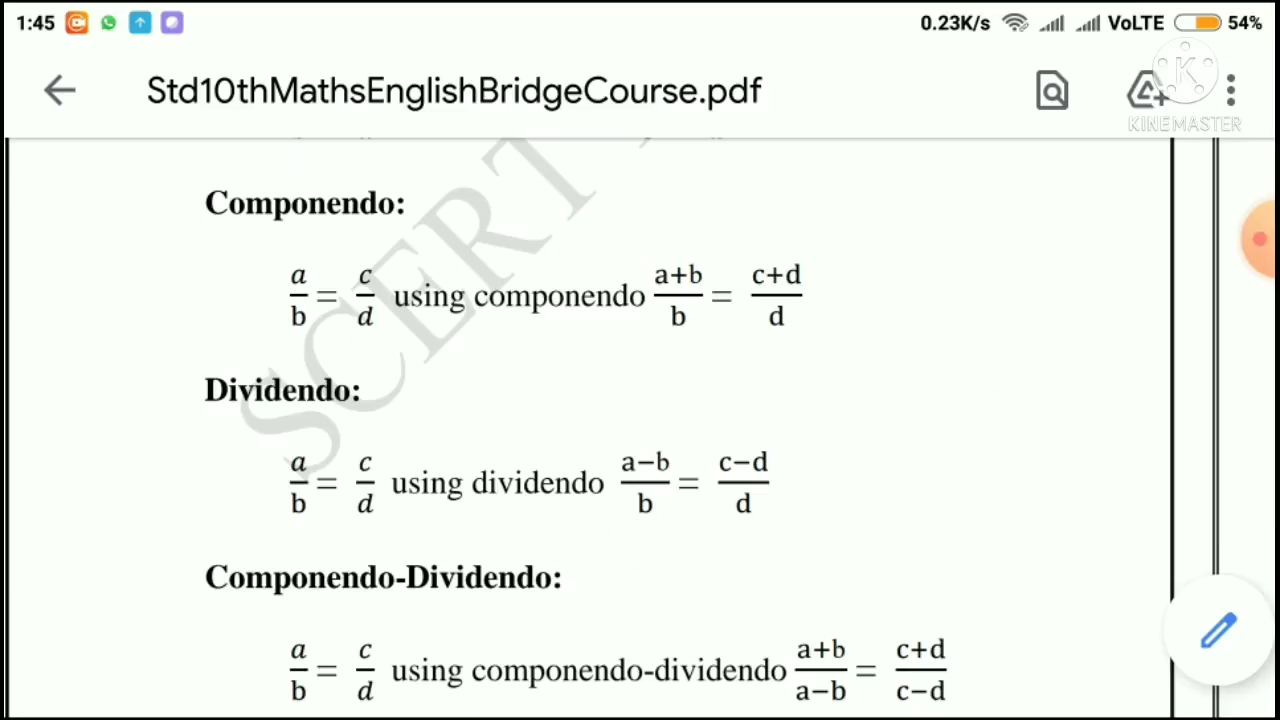 1:45 0.23K/s VoLTE 54%
Std10thMathsEnglishBridgeCourse.pdf
K
KINEMASTER
SCERT
Componendo:
a/b = c/d using componendo a+b/b = c+d/d
Dividendo:
a/b = c/d using dividendo a−b/b = c−d/d
Componendo-Dividendo:
a/b = c/d using componendo-dividendo a+b/a−b = c+d/c−d